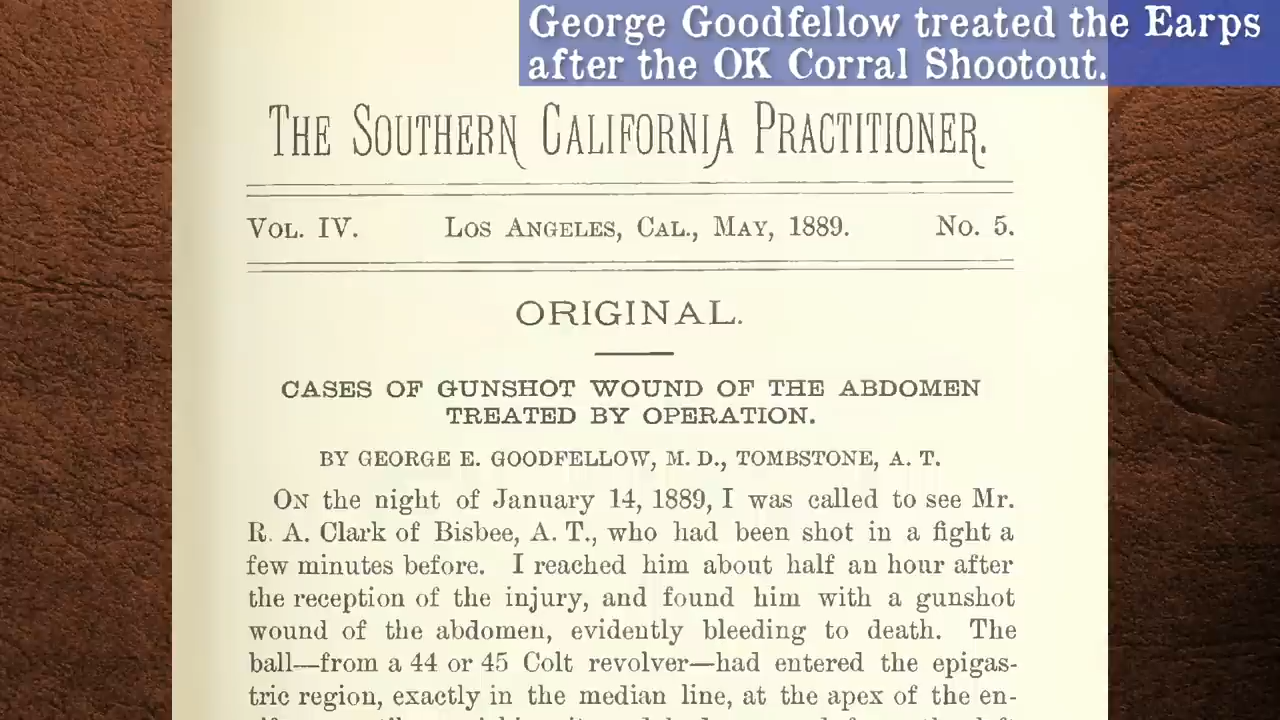 George Goodfellow treated the Earps
after the OK Corral Shootout.
THE SOUTHERN CALIFORNIA PRACTITIONER.
VOL. IV. LOS ANGELES, CAL., MAY, 1889. No. 5.
ORIGINAL.
CASES OF GUNSHOT WOUND OF THE ABDOMEN
TREATED BY OPERATION.
BY GEORGE E. GOODFELLOW, M. D., TOMBSTONE, A. T.
ON the night of January 14, 1889, I was called to see Mr.
R. A. Clark of Bisbee, A. T., who had been shot in a fight a
few minutes before. I reached him about half an hour after
the reception of the injury, and found him with a gunshot
wound of the abdomen, evidently bleeding to death. The
ball—from a 44 or 45 Colt revolver—had entered the epigas-
tric region, exactly in the median line, at the apex of the en-